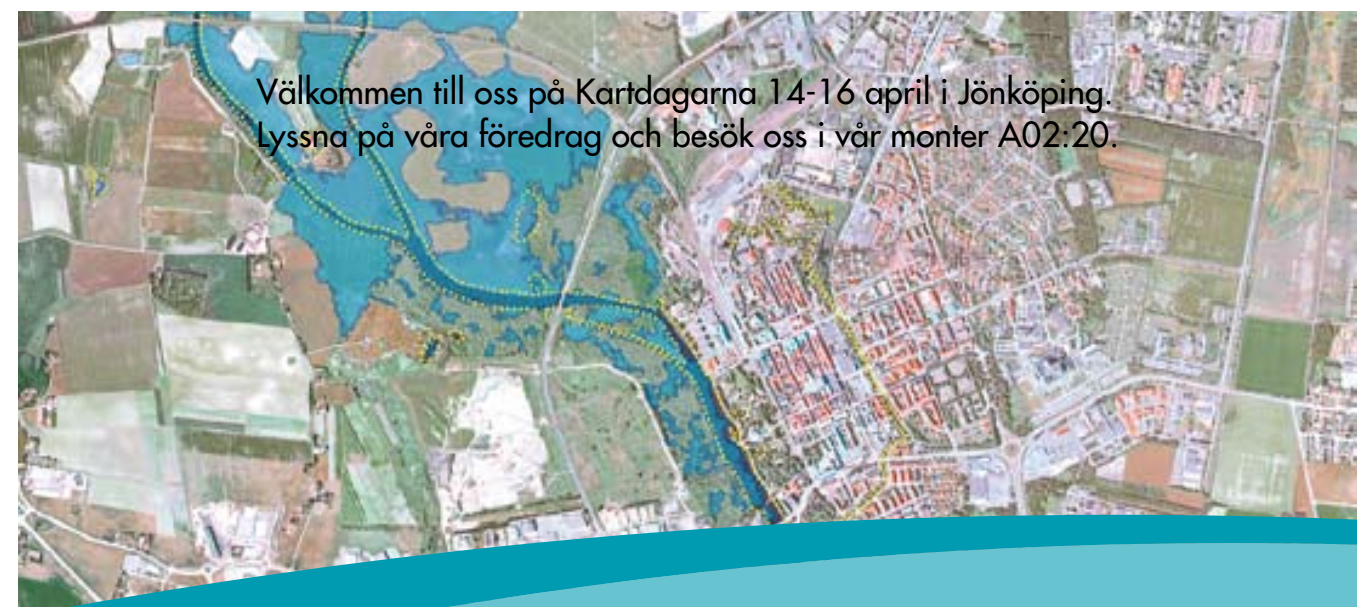 Välkommen till oss på Kartdagarna 14-16 april i Jönköping.
Lyssna på våra föredrag och besök oss i vår monter A02:20.